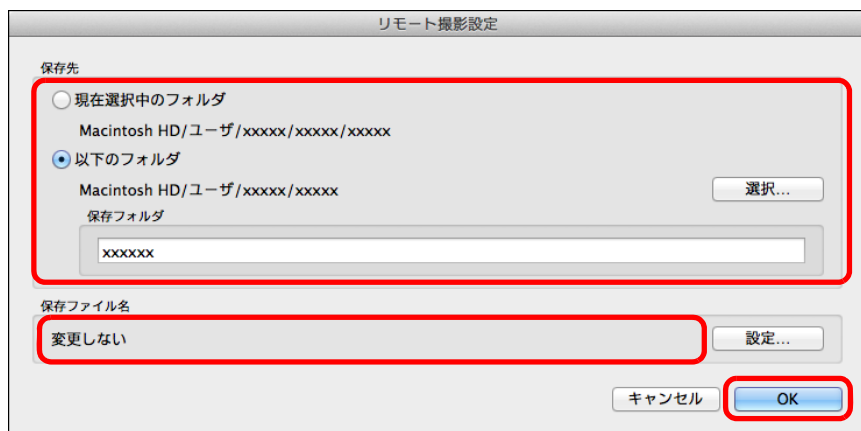 リモート撮影設定
保存先
現在選択中のフォルダ
Macintosh HD/ユーザ/xxxxx/xxxxx/xxxxx
以下のフォルダ
Macintosh HD/ユーザ/xxxxx/xxxxx
選択...
保存フォルダ
xxxxxx
保存ファイル名
変更しない
設定...
キャンセル
OK